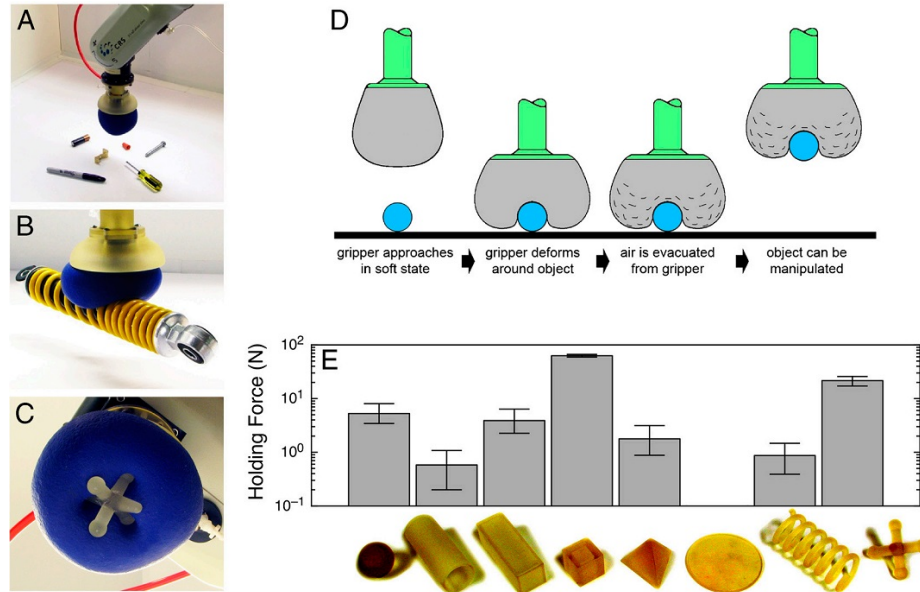 A
B
C
D
gripper approaches
in soft state
gripper deforms
around object
air is evacuated
from gripper
object can be
manipulated
E
Holding Force (N)
10²
10¹
10⁰
10⁻¹